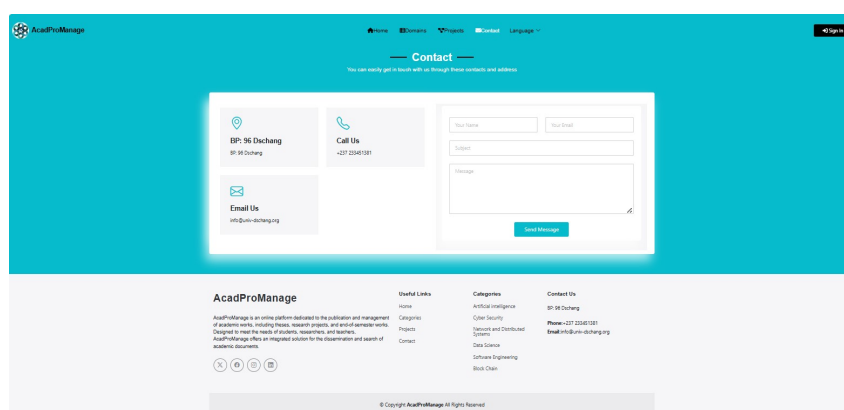 AcadProManage
Home Domains Projects Contact Language
Sign In
Contact
You can easily get in touch with us through these contacts and address
BP: 96 Dschang
BP: 96 Dschang
Call Us
+237 233451381
Email Us
info@univ-dschang.org
Your Name
Your Email
Subject
Message
Send Message
AcadProManage
AcadProManage is an online platform dedicated to the publication and management
of academic works, including theses, research projects, and end-of-semester works.
Designed to meet the needs of students, researchers, and teachers.
AcadProManage offers an integrated solution for the dissemination and search of
academic documents.
Useful Links
Home
Categories
Projects
Contact
Categories
Artificial Intelligence
Cyber Security
Network and Distributed
Systems
Data Science
Software Engineering
Block Chain
Contact Us
BP: 96 Dschang
Phone:+237 233451381
Email:info@univ-dschang.org
© Copyright AcadProManage All Rights Reserved